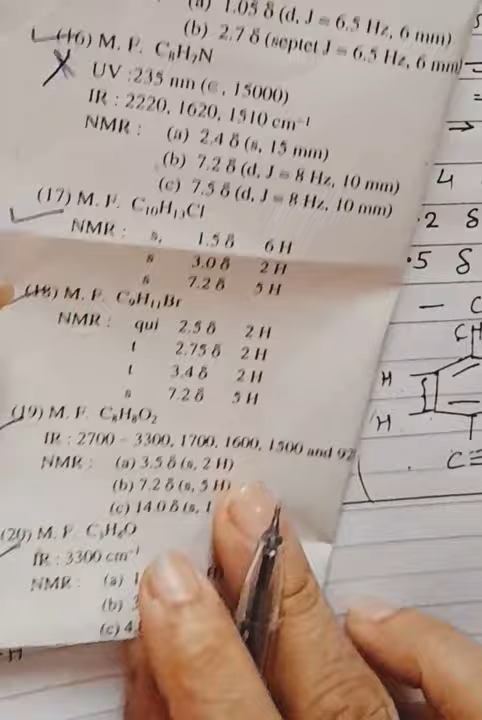 (a) 1.05 δ (d, J = 6.5 Hz, 6 mm)
(b) 2.7 δ (septet J = 6.5 Hz, 6 mm)
(16) M. F. C₈H₇N
UV : 235 nm (ϵ, 15000)
IR : 2220, 1620, 1510 cm⁻¹
NMR : (a) 2.4 δ (s, 15 mm)
(b) 7.2 δ (d, J = 8 Hz, 10 mm)
(c) 7.5 δ (d, J = 8 Hz, 10 mm)
(17) M. F. C₁₀H₁₃Cl
NMR : s, 1.5 δ 6 H
s 3.0 δ 2 H
s 7.2 δ 5 H
(18) M. F. C₉H₁₁Br
NMR : qui 2.5 δ 2 H
t 2.75 δ 2 H
t 3.4 δ 2 H
s 7.2 δ 5 H
(19) M. F. C₈H₈O₂
IR : 2700 – 3300, 1700, 1600, 1500 and 92
NMR : (a) 3.5 δ (s, 2 H)
(b) 7.2 δ (s, 5 H)
(c) 14.0 δ (s, 1
(20) M. F.
IR : 3300 cm⁻¹
NMR : (a)
(b) 3
(c) 4.
4
.2 δ
.5 δ
– C
CH
H
H
C≡
H